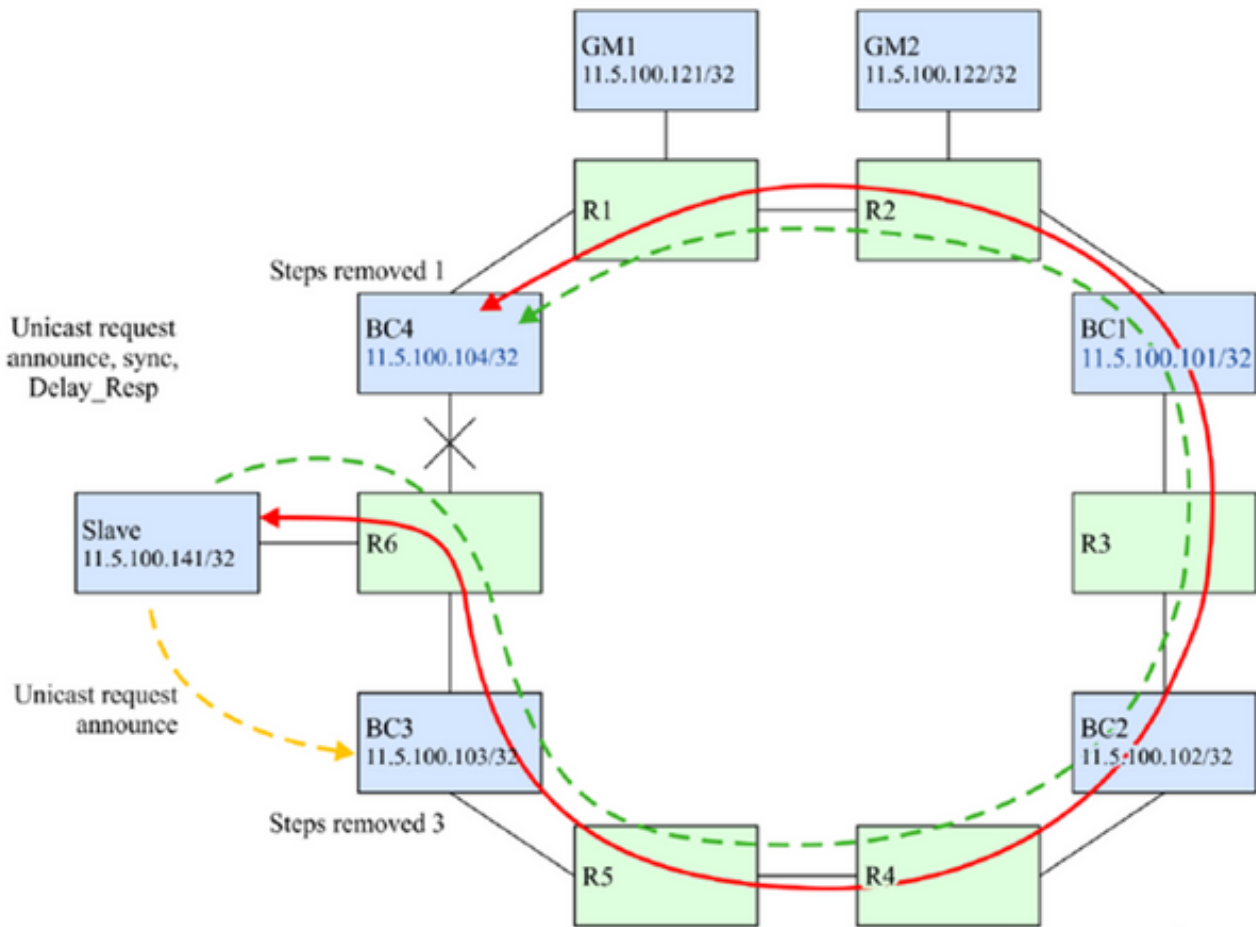 GM1
11.5.100.121/32
GM2
11.5.100.122/32
R1
R2
Steps removed 1
BC4
11.5.100.104/32
BC1
11.5.100.101/32
Unicast request
announce, sync,
Delay_Resp
Slave
11.5.100.141/32
R6
R3
Unicast request
announce
BC3
11.5.100.103/32
BC2
11.5.100.102/32
Steps removed 3
R5
R4